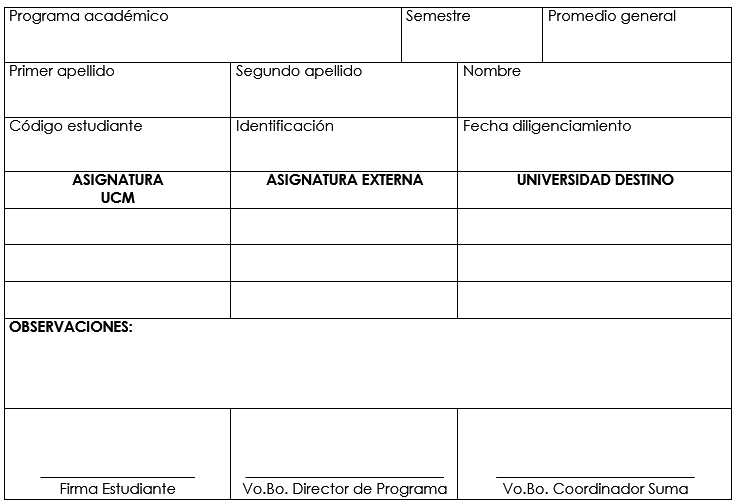 Programa académico Semestre Promedio general
Primer apellido Segundo apellido Nombre
Código estudiante Identificación Fecha diligenciamiento
ASIGNATURA UCM ASIGNATURA EXTERNA UNIVERSIDAD DESTINO
OBSERVACIONES:
Firma Estudiante Vo.Bo. Director de Programa Vo.Bo. Coordinador Suma